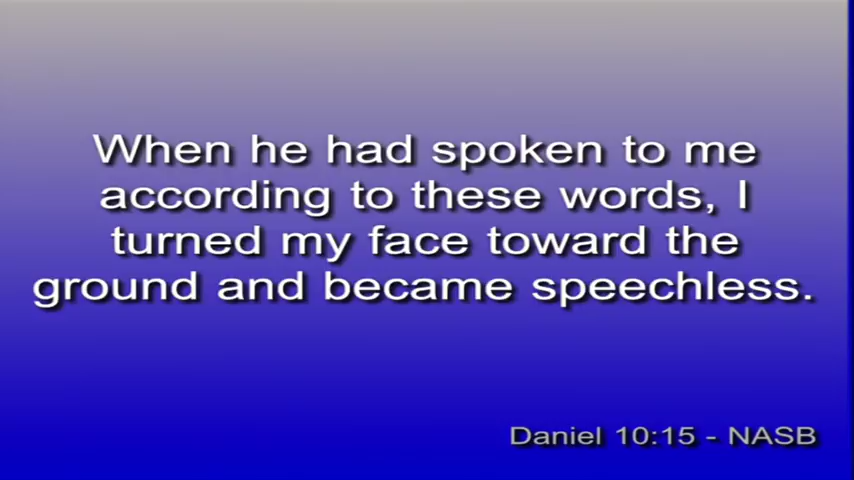 When he had spoken to me
according to these words, I
turned my face toward the
ground and became speechless.
Daniel 10:15 - NASB